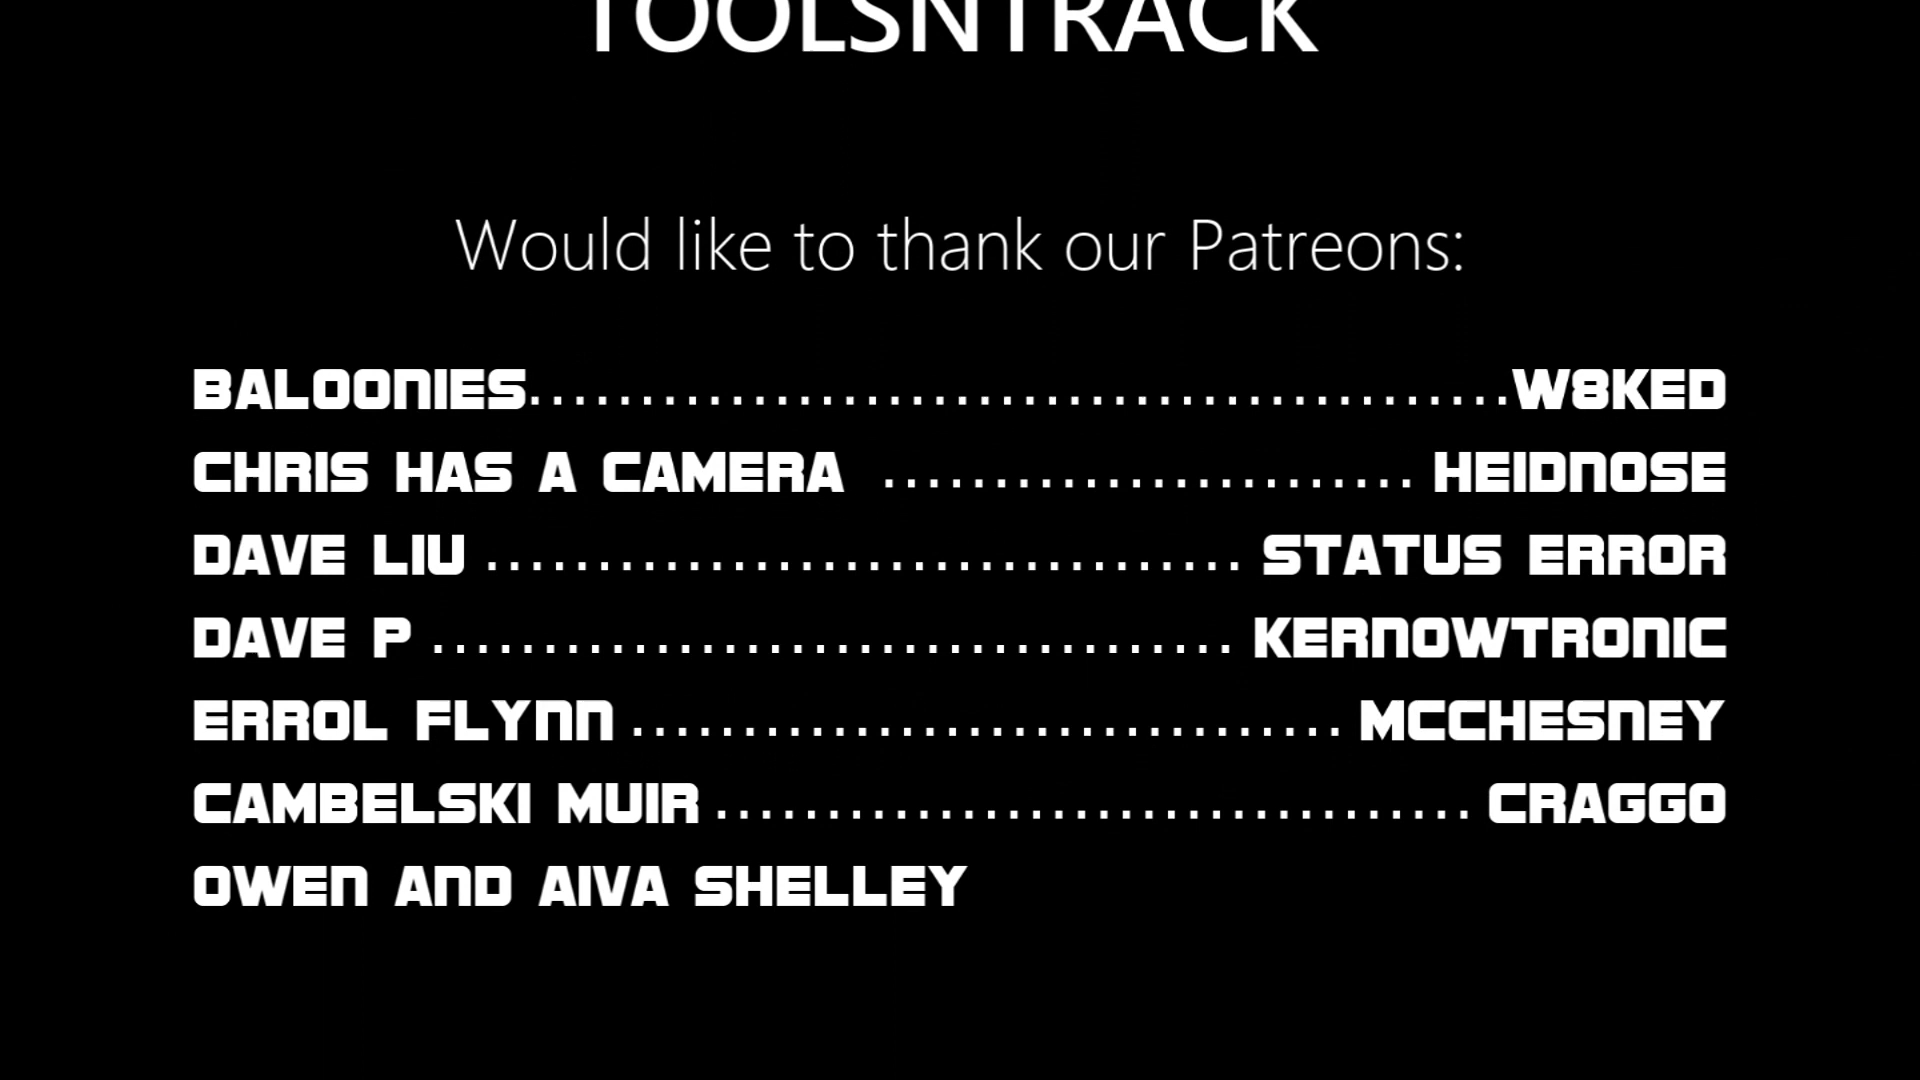 TOOLSNTRACK
Would like to thank our Patreons:
BALOONIES............................................W8KED
CHRIS HAS A CAMERA ........................ HEIDNOSE
DAVE LIU .................................. STATUS ERROR
DAVE P .................................... KERNOWTRONIC
ERROL FLYNN ................................ MCCHESNEY
CAMBELSKI MUIR .................................. CRAGGO
OWEN AND AIVA SHELLEY